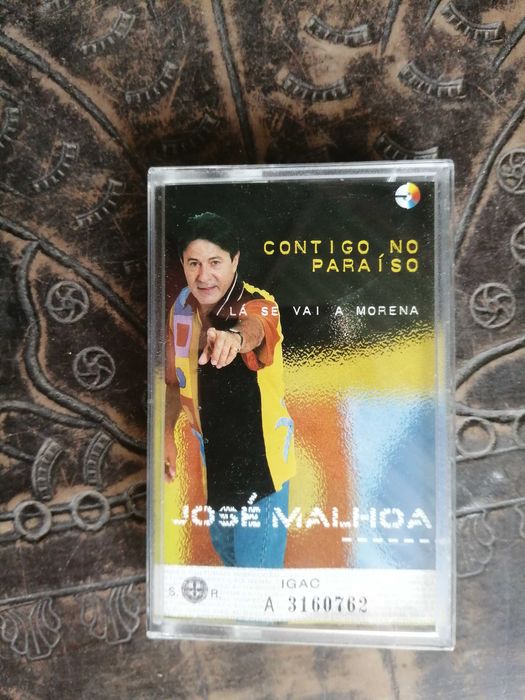 CONTIGO NO
PARAÍSO
LÁ SE VAI A MORENA
JOSÉ MALHOA
IGAC
S. R.
A 3160762